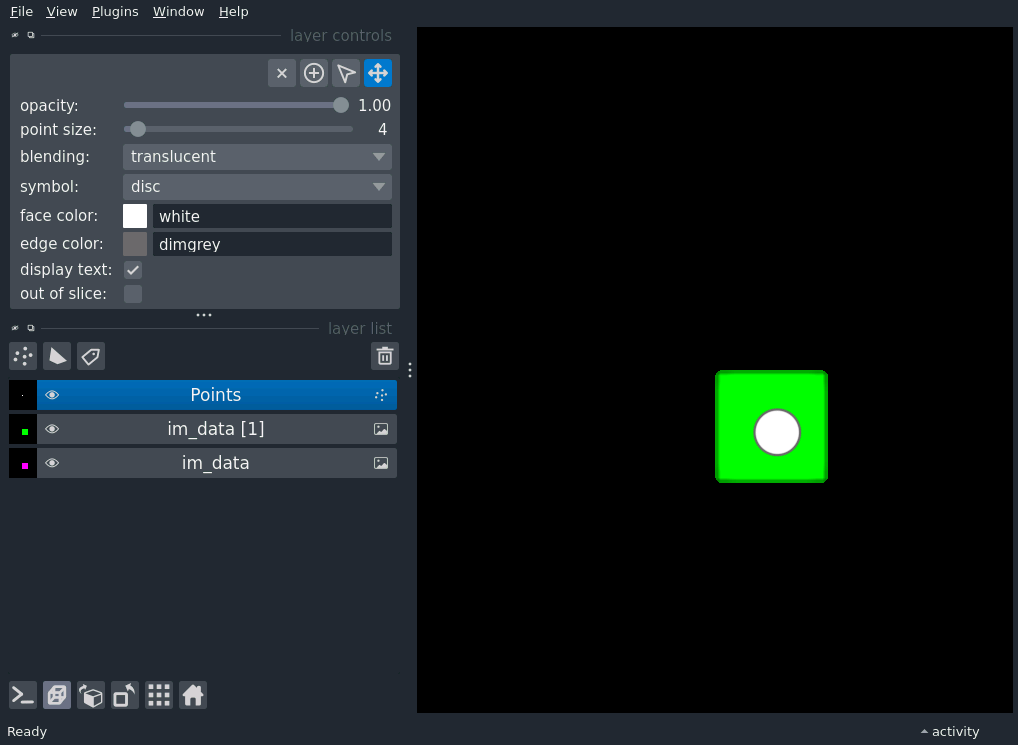 File View Plugins Window Help
layer controls
opacity: 1.00
point size: 4
blending: translucent
symbol: disc
face color: white
edge color: dimgrey
display text:
out of slice:
layer list
Points
im_data [1]
im_data
Ready
activity